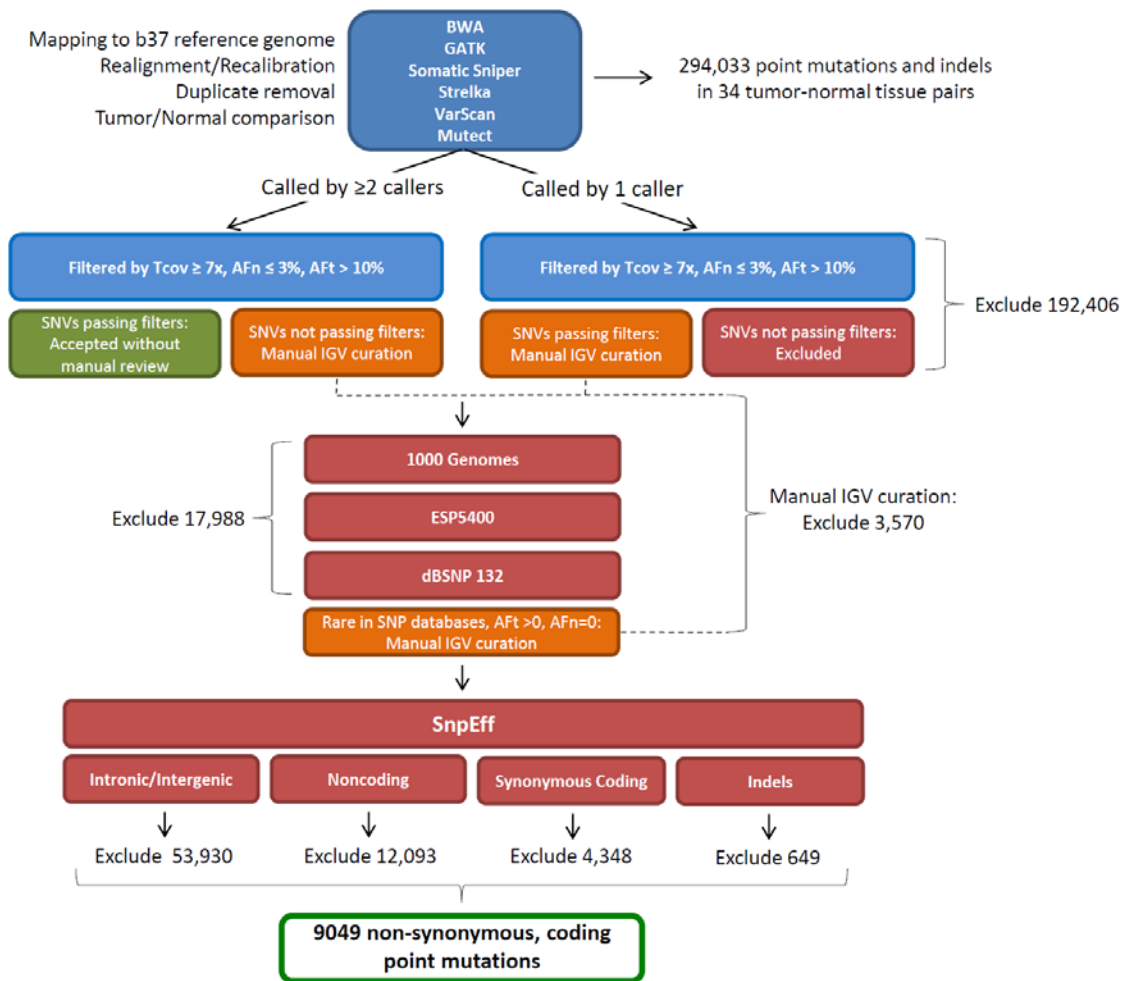 Mapping to b37 reference genome
Realignment/Recalibration
Duplicate removal
Tumor/Normal comparison
BWA
GATK
Somatic Sniper
Strelka
VarScan
Mutect
294,033 point mutations and indels
in 34 tumor-normal tissue pairs
Called by ≥2 callers
Called by 1 caller
Filtered by Tcov ≥ 7x, AFn ≤ 3%, AFt > 10%
Filtered by Tcov ≥ 7x, AFn ≤ 3%, AFt > 10%
SNVs passing filters:
Accepted without
manual review
SNVs not passing filters:
Manual IGV curation
SNVs passing filters:
Manual IGV curation
SNVs not passing filters:
Excluded
Exclude 192,406
1000 Genomes
ESP5400
dBSNP 132
Exclude 17,988
Rare in SNP databases, AFt >0, AFn=0:
Manual IGV curation
Manual IGV curation:
Exclude 3,570
SnpEff
Intronic/Intergenic
Noncoding
Synonymous Coding
Indels
Exclude 53,930
Exclude 12,093
Exclude 4,348
Exclude 649
9049 non-synonymous, coding
point mutations